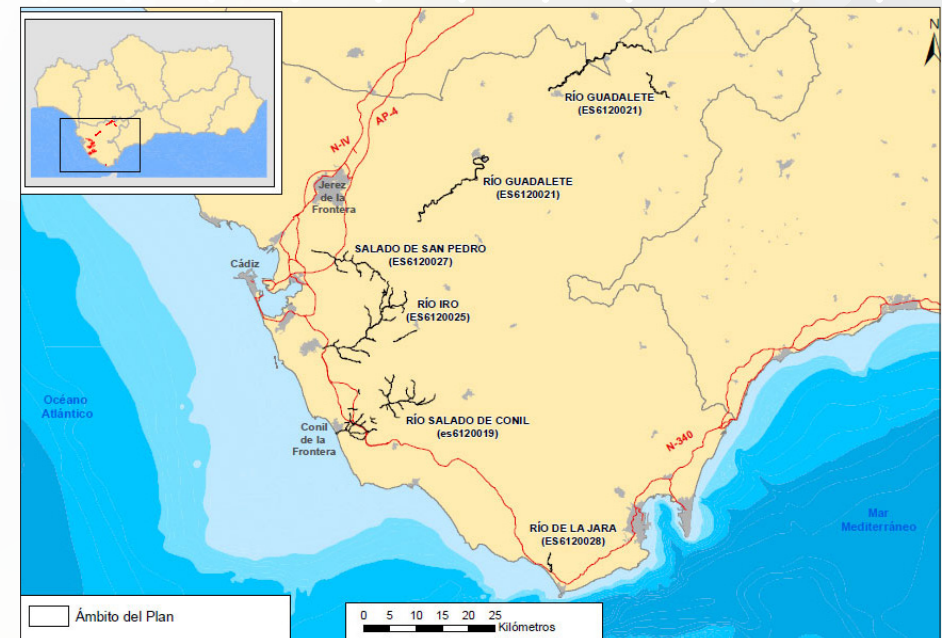 N
RÍO GUADALETE
(ES6120021)
N-IV
AP-4
RÍO GUADALETE
(ES6120021)
Jerez
de la
Frontera
SALADO DE SAN PEDRO
(ES6120027)
Cádiz
RÍO IRO
(ES6120025)
Océano
Atlántico
RÍO SALADO DE CONIL
(es6120019)
Conil
de la
Frontera
N-340
Mar
Mediterráneo
RÍO DE LA JARA
(ES6120028)
Ámbito del Plan
0 5 10 15 20 25
Kilómetros